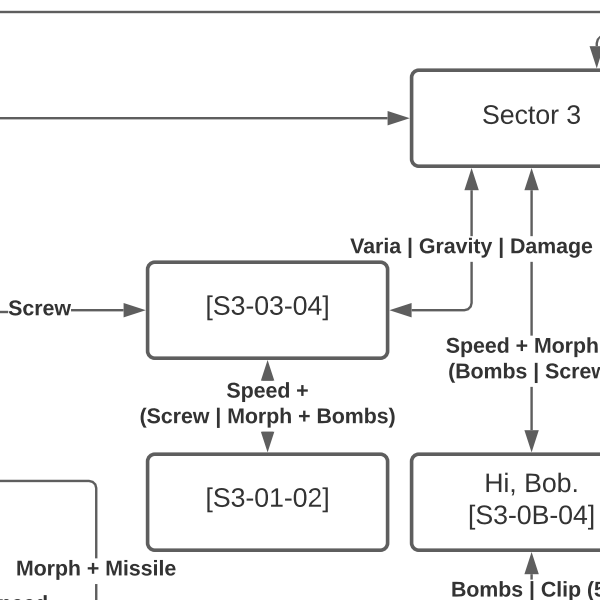 Sector 3
Varia | Gravity | Damage
Screw
[S3-03-04]
Speed + Morph
(Bombs | Screw
Speed +
(Screw | Morph + Bombs)
[S3-01-02]
Hi, Bob.
[S3-0B-04]
Morph + Missile
Bombs | Clip (5